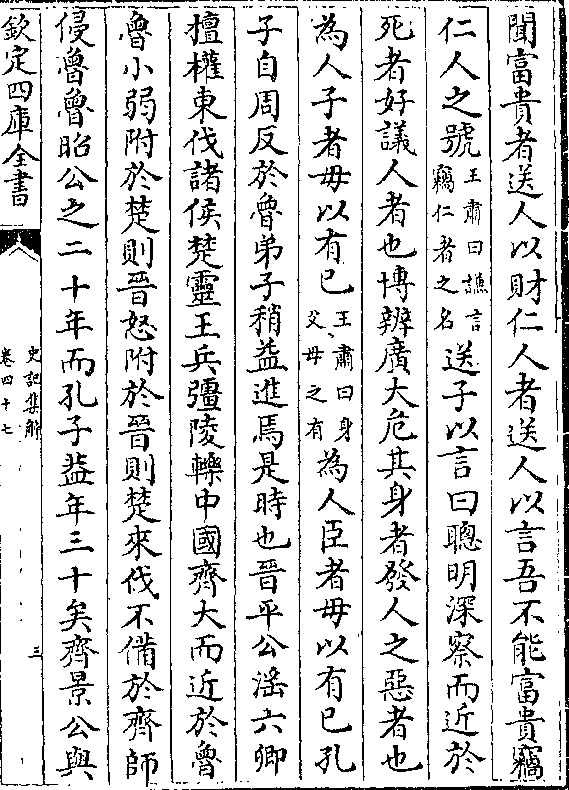 聞富貴者送人以財仁人者送人以言吾不能富貴竊
仁人之號王肅曰謙言竊仁者之名送子以言曰聰明深察而近於
死者好議人者也博辨廣大危其身者發人之惡者也
為人子者毋以有已王肅曰身父母之有為人臣者毋以有已孔
子自周反於魯弟子稍益進焉是時也晉平公淫六卿
擅權東伐諸侯楚靈王兵彊陵轢中國齊大而近於魯
魯小弱附於楚則晉怒附於晉則楚來伐不備於齊齊師
侵魯魯昭公之二十年而孔子葢年三十矣齊景公與
欽定四庫全書
史記集解
卷四十七
三